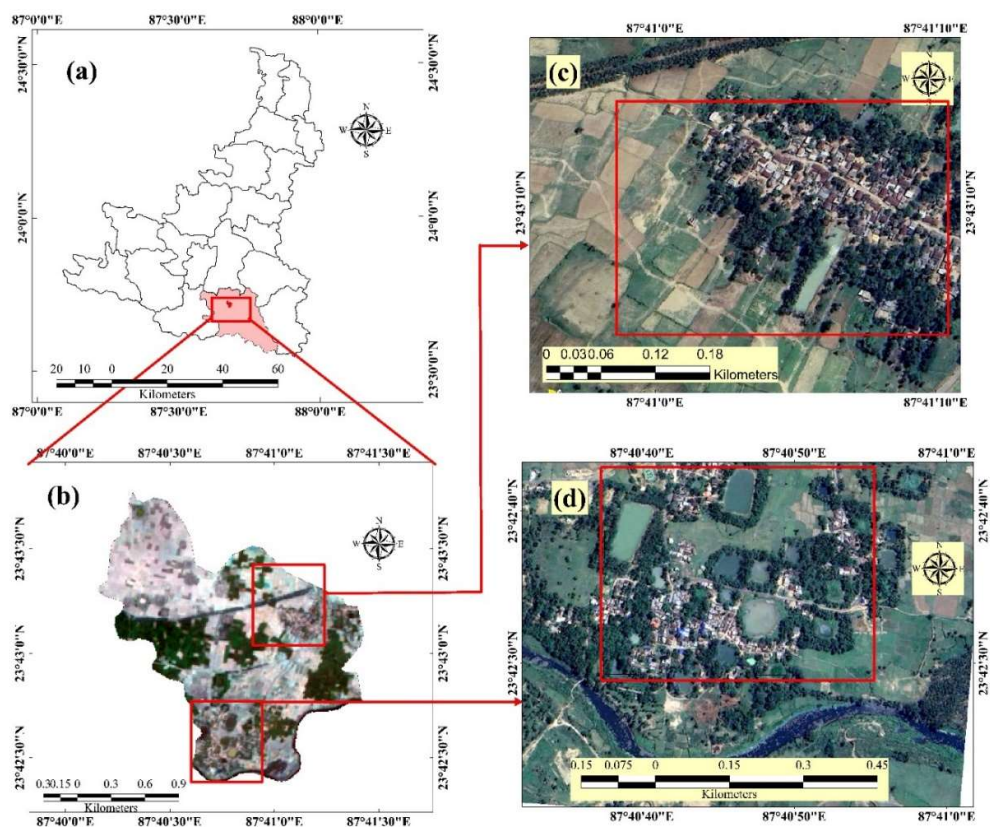 87°0'0"E 87°30'0"E 88°0'0"E
(a)
24°30'0"N 24°30'0"N
N
W E
S
24°0'0"N 24°0'0"N
23°30'0"N 23°30'0"N
20 10 0 20 40 60
Kilometers
87°0'0"E 87°30'0"E 88°0'0"E
87°41'0"E 87°41'10"E
(c)
N
W E
S
23°43'10"N 23°43'10"N
0 0.03 0.06 0.12 0.18
Kilometers
87°41'0"E 87°41'10"E
87°40'0"E 87°40'30"E 87°41'0"E 87°41'30"E
(b)
N
W E
S
23°43'30"N 23°43'30"N
23°43'0"N 23°43'0"N
23°42'30"N 23°42'30"N
0.30.15 0 0.3 0.6 0.9
Kilometers
87°40'0"E 87°40'30"E 87°41'0"E 87°41'30"E
87°40'40"E 87°40'50"E 87°41'0"E
(d)
23°42'40"N 23°42'40"N
N
W E
S
23°42'30"N 23°42'30"N
0.15 0.075 0 0.15 0.3 0.45
Kilometers
87°40'40"E 87°40'50"E 87°41'0"E